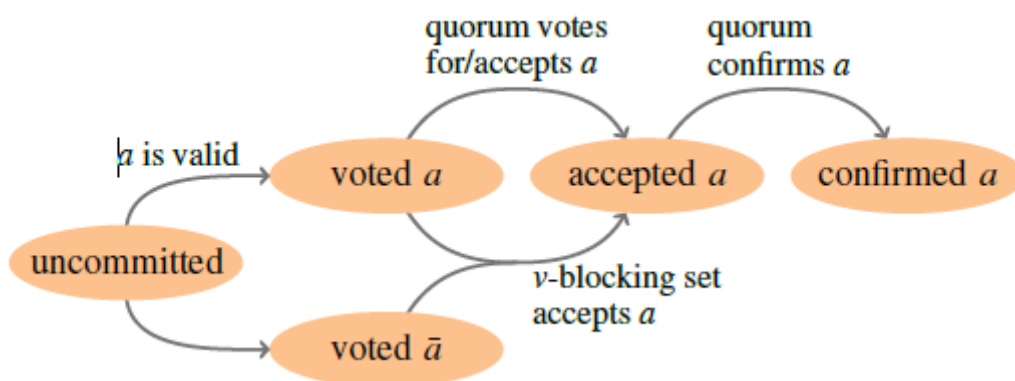 quorum votes
for/accepts a
quorum
confirms a
a is valid
voted a
accepted a
confirmed a
uncommitted
v-blocking set
accepts a
voted ā